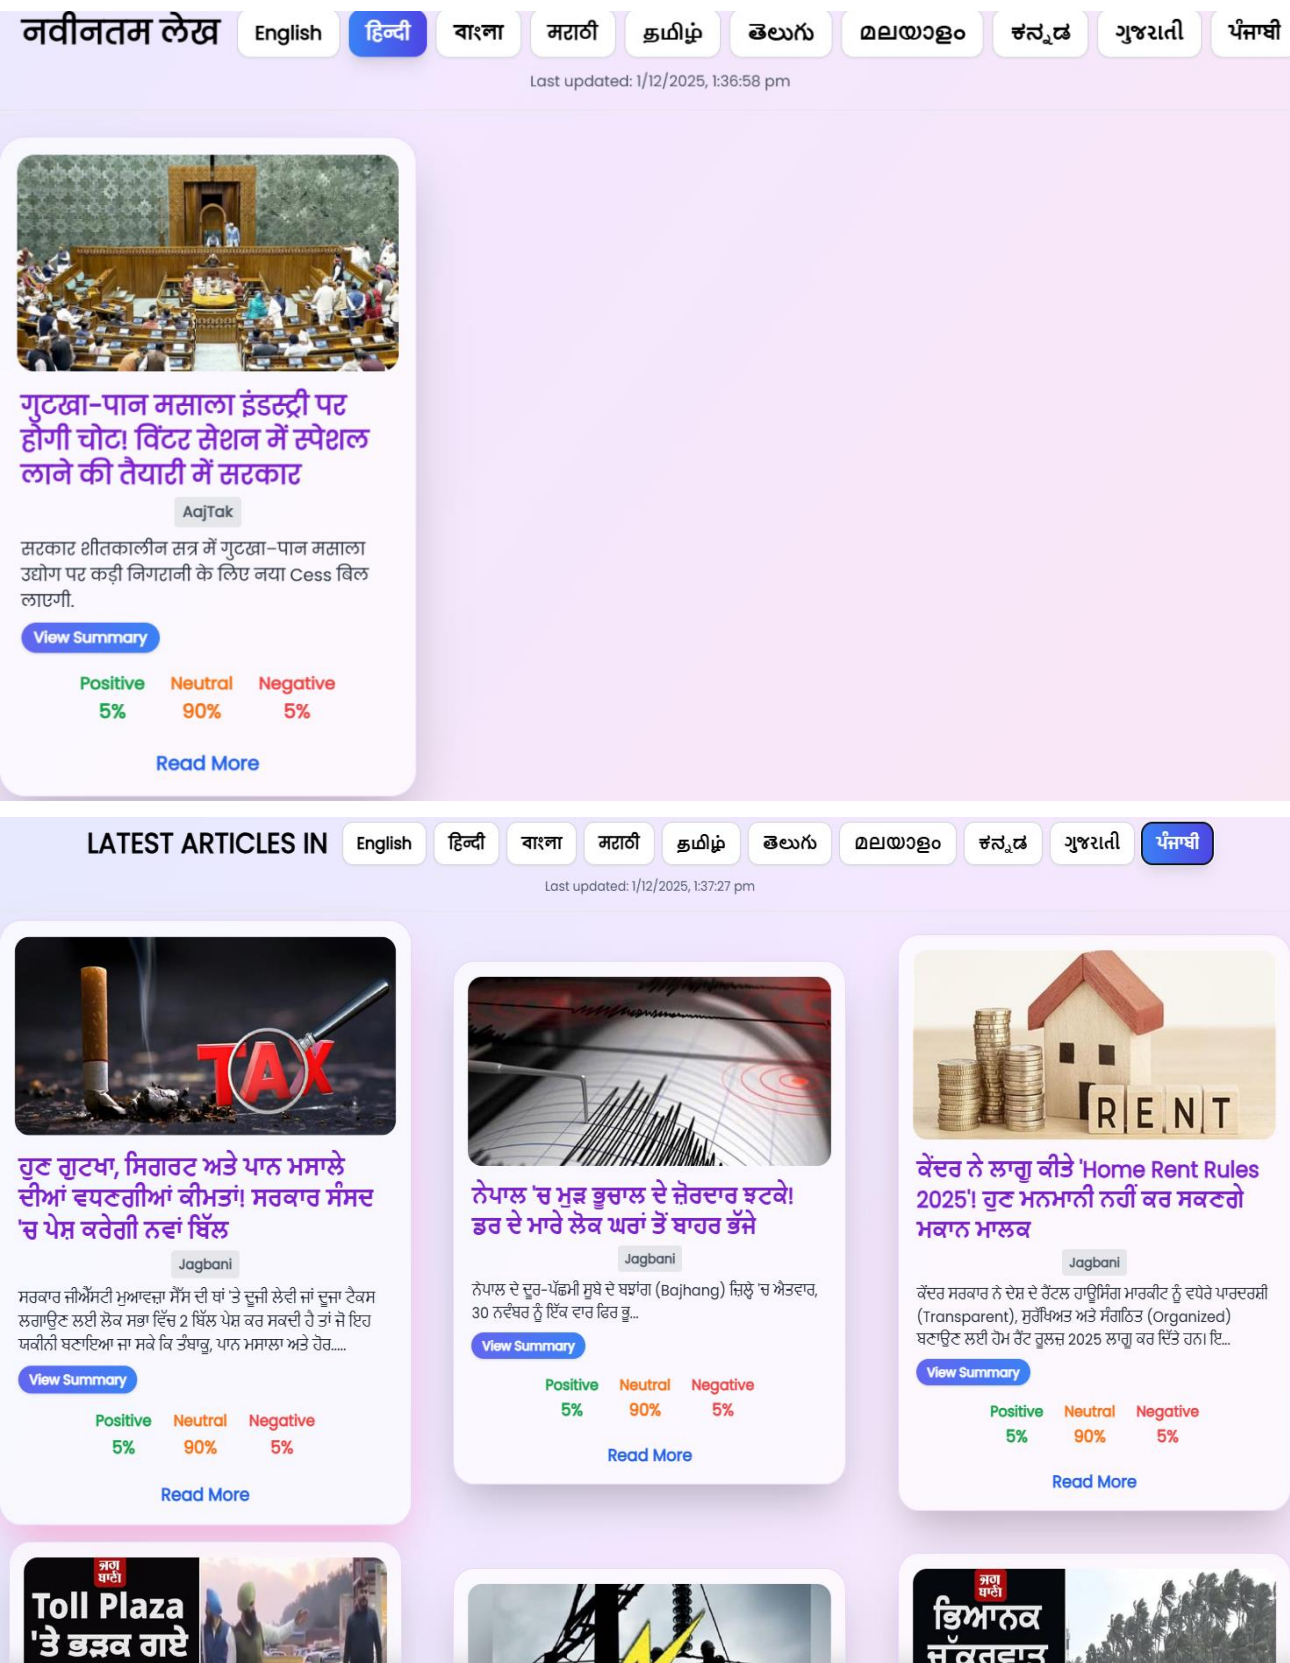 नवीनतम लेख English हिन्दी বাংলা मराठी தமிழ் తెలుగు മലയാളം ಕನ್ನಡ ગુજરાતી ਪੰਜਾਬੀ
Last updated: 1/12/2025, 1:36:58 pm
गुटखा-पान मसाला इंडस्ट्री पर
होगी चोट! विंटर सेशन में स्पेशल
लाने की तैयारी में सरकार
AajTak
सरकार शीतकालीन सत्र में गुटखा–पान मसाला
उद्योग पर कड़ी निगरानी के लिए नया Cess बिल
लाएगी.
View Summary
Positive Neutral Negative
5% 90% 5%
Read More
LATEST ARTICLES IN English हिन्दी বাংলা मराठी தமிழ் తెలుగు മലയാളം ಕನ್ನಡ ગુજરાતી ਪੰਜਾਬੀ
Last updated: 1/12/2025, 1:37:27 pm
TAX
ਹੁਣ ਗੁਟਖਾ, ਸਿਗਰਟ ਅਤੇ ਪਾਨ ਮਸਾਲੇ
ਦੀਆਂ ਵਧਣਗੀਆਂ ਕੀਮਤਾਂ! ਸਰਕਾਰ ਸੰਸਦ
'ਚ ਪੇਸ਼ ਕਰੇਗੀ ਨਵਾਂ ਬਿੱਲ
Jagbani
ਸਰਕਾਰ ਜੀਐੱਸਟੀ ਮੁਆਵਜ਼ਾ ਸੈੱਸ ਦੀ ਥਾਂ 'ਤੇ ਦੂਜੀ ਲੇਵੀ ਜਾਂ ਦੂਜਾ ਟੈਕਸ
ਲਗਾਉਣ ਲਈ ਲੋਕ ਸਭਾ ਵਿੱਚ 2 ਬਿੱਲ ਪੇਸ਼ ਕਰ ਸਕਦੀ ਹੈ ਤਾਂ ਜੋ ਇਹ
ਯਕੀਨੀ ਬਣਾਇਆ ਜਾ ਸਕੇ ਕਿ ਤੰਬਾਕੂ, ਪਾਨ ਮਸਾਲਾ ਅਤੇ ਹੋਰ.....
View Summary
Positive Neutral Negative
5% 90% 5%
Read More
ਨੇਪਾਲ 'ਚ ਮੁੜ ਭੂਚਾਲ ਦੇ ਜ਼ੋਰਦਾਰ ਝਟਕੇ!
ਡਰ ਦੇ ਮਾਰੇ ਲੋਕ ਘਰਾਂ ਤੋਂ ਬਾਹਰ ਭੱਜੇ
Jagbani
ਨੇਪਾਲ ਦੇ ਦੂਰ-ਪੱਛਮੀ ਸੂਬੇ ਦੇ ਬਝਾਂਗ (Bajhang) ਜ਼ਿਲ੍ਹੇ 'ਚ ਐਤਵਾਰ,
30 ਨਵੰਬਰ ਨੂੰ ਇੱਕ ਵਾਰ ਫਿਰ ਭੂ...
View Summary
Positive Neutral Negative
5% 90% 5%
Read More
RENT
ਕੇਂਦਰ ਨੇ ਲਾਗੂ ਕੀਤੇ 'Home Rent Rules
2025'! ਹੁਣ ਮਨਮਾਨੀ ਨਹੀਂ ਕਰ ਸਕਣਗੇ
ਮਕਾਨ ਮਾਲਕ
Jagbani
ਕੇਂਦਰ ਸਰਕਾਰ ਨੇ ਦੇਸ਼ ਦੇ ਰੈਂਟਲ ਹਾਊਸਿੰਗ ਮਾਰਕੀਟ ਨੂੰ ਵਧੇਰੇ ਪਾਰਦਰਸ਼ੀ
(Transparent), ਸੁਰੱਖਿਅਤ ਅਤੇ ਸੰਗਠਿਤ (Organized)
ਬਣਾਉਣ ਲਈ ਹੋਮ ਰੈਂਟ ਰੂਲਜ਼ 2025 ਲਾਗੂ ਕਰ ਦਿੱਤੇ ਹਨ। ਇ...
View Summary
Positive Neutral Negative
5% 90% 5%
Read More
ਜਗ
ਬਾਣੀ
Toll Plaza
'ਤੇ ਭੜਕ ਗਏ
ਜਗ
ਬਾਣੀ
ਭਿਆਨਕ
ਚੱਕਰਵਾਤ